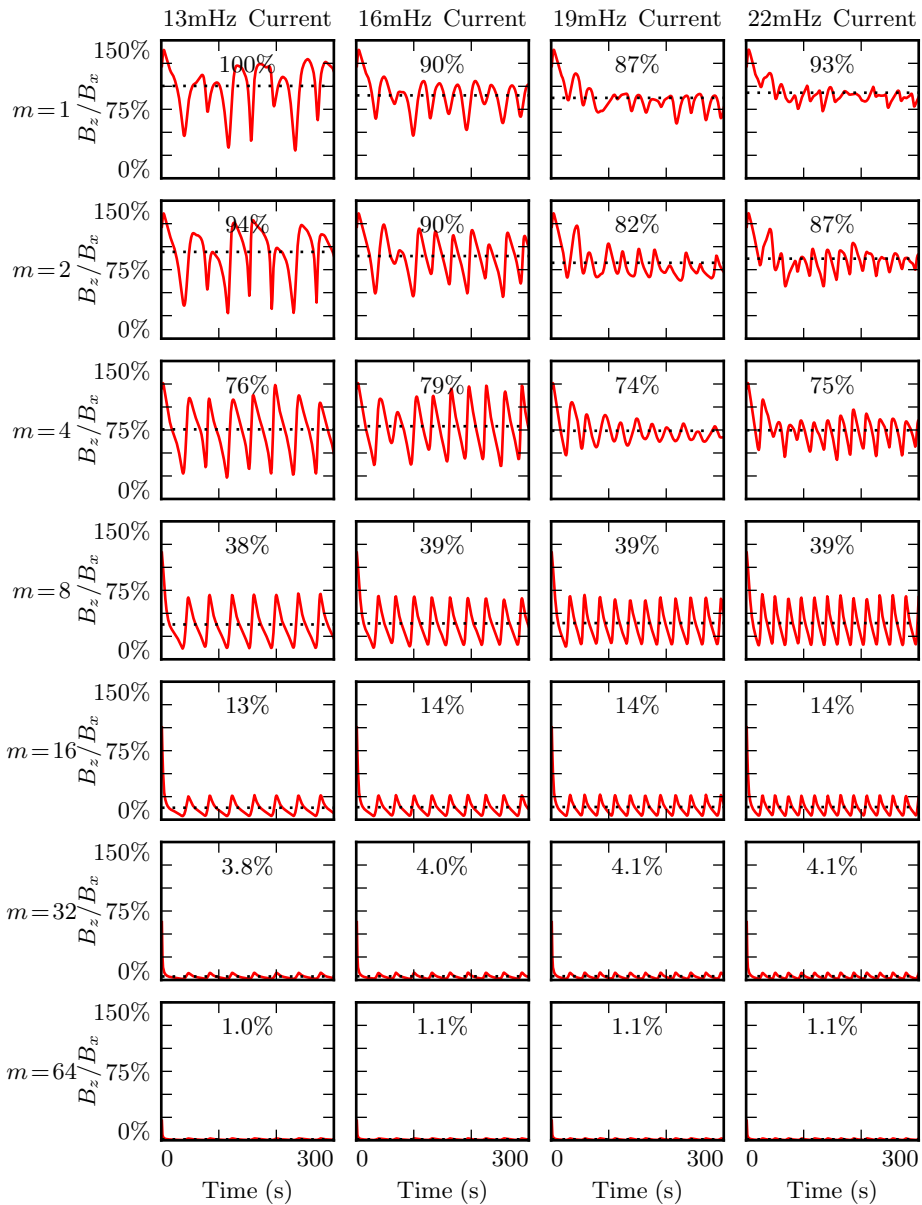 13mHz Current 16mHz Current 19mHz Current 22mHz Current
150% 100% 90% 87% 93%
m=1 B_z/B_x 75%
0%
150% 94% 90% 82% 87%
m=2 B_z/B_x 75%
0%
150% 76% 79% 74% 75%
m=4 B_z/B_x 75%
0%
150% 38% 39% 39% 39%
m=8 B_z/B_x 75%
0%
150% 13% 14% 14% 14%
m=16 B_z/B_x 75%
0%
150% 3.8% 4.0% 4.1% 4.1%
m=32 B_z/B_x 75%
0%
150% 1.0% 1.1% 1.1% 1.1%
m=64 B_z/B_x 75%
0%
0 300 0 300 0 300 0 300
Time (s) Time (s) Time (s) Time (s)